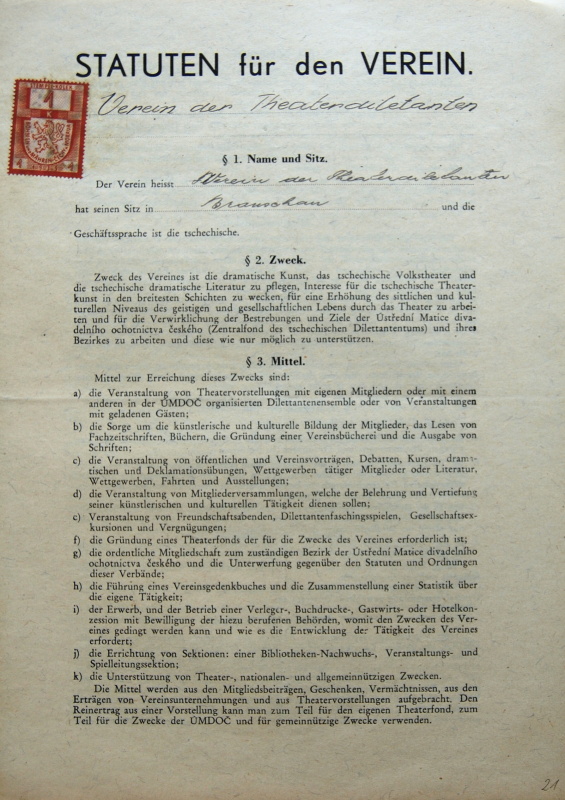 STATUTEN für den VEREIN.
Verein der Theaterdiletanten
§ 1. Name und Sitz.
Der Verein heisst Verein der Theaterdiletanten
hat seinen Sitz in Braunschau und die
Geschäftssprache ist die tschechische.
§ 2. Zweck.
Zweck des Vereines ist die dramatische Kunst, das tschechische Volkstheater und
die tschechische dramatische Literatur zu pflegen, Interesse für die tschechische Theater-
kunst in den breitesten Schichten zu wecken, für eine Erhöhung des sittlichen und kul-
turellen Niveaus des geistigen und gesellschaftlichen Lebens durch das Theater zu arbei-
ten und für die Verwirklichung der Bestrebungen und Ziele der Ústřední Matice diva-
delního ochotnictva českého (Zentralfond des tschechischen Dilettantentums) und ihres
Bezirkes zu arbeiten und diese wie nur möglich zu unterstützen.
§ 3. Mittel.
Mittel zur Erreichung dieses Zwecks sind:
a) die Veranstaltung von Theatervorstellungen mit eigenen Mitgliedern oder mit einem
anderen in der ÚMDOČ organisierten Dilettantenensemble oder von Veranstaltungen
mit geladenen Gästen;
b) die Sorge um die künstlerische und kulturelle Bildung der Mitglieder, das Lesen von
Fachzeitschriften, Büchern, die Gründung einer Vereinsbücherei und die Ausgabe von
Schriften;
c) die Veranstaltung von öffentlichen und Vereinsvorträgen, Debatten, Kursen, drama-
tischen und Deklamationsübungen, Wettgewerben tätiger Mitglieder oder Literatur,
Wettgewerben, Fahrten und Ausstellungen;
d) die Veranstaltung von Mitgliederversammlungen, welche der Belehrung und Vertiefung
seiner künstlerischen und kulturellen Tätigkeit dienen sollen;
e) Veranstaltung von Freundschaftsabenden, Dilettantenfaschingsspielen, Gesellschaftsex-
kursionen und Vergnügungen;
f) die Gründung eines Theaterfonds der für die Zwecke des Vereines erforderlich ist;
g) die ordentliche Mitgliedschaft zum zuständigen Bezirk der Ústřední Matice divadelního
ochotnictva českého und die Unterwerfung gegenüber den Statuten und Ordnungen
dieser Verbände;
h) die Führung eines Vereinsgedenkbuches und die Zusammenstellung einer Statistik über
die eigene Tätigkeit;
i) der Erwerb, und der Betrieb einer Verleger-, Buchdrucke-, Gastwirts- oder Hotelkon-
zession mit Bewilligung der hiezu berufenen Behörden, womit den Zwecken des Ver-
eines gedingt werden kann und wie es die Entwicklung der Tätigkeit des Vereines
erfordert;
j) die Errichtung von Sektionen: einer Bibliotheken-Nachwuchs-, Veranstaltungs- und
Spielleitungssektion;
k) die Unterstützung von Theater-, nationalen- und allgemeinnützigen Zwecken.
Die Mittel werden aus den Mitgliedsbeiträgen, Geschenken, Vermächtnissen, aus den
Erträgen von Vereinsunternehmungen und aus Theatervorstellungen aufgebracht. Den
Reinertrag aus einer Vorstellung kann man zum Teil für den eigenen Theaterfond, zum
Teil für die Zwecke der ÚMDOČ und für gemeinnützige Zwecke verwenden.
21